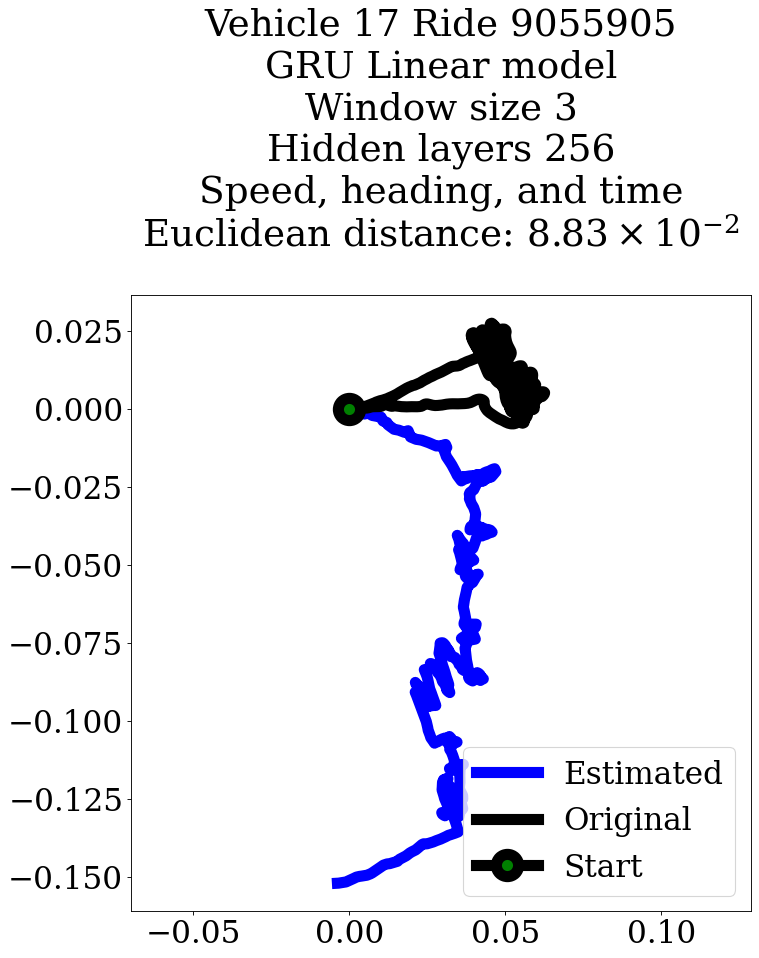 Vehicle 17 Ride 9055905
GRU Linear model
Window size 3
Hidden layers 256
Speed, heading, and time
Euclidean distance: 8.83 × 10⁻²
0.025
0.000
−0.025
−0.050
−0.075
−0.100
−0.125
−0.150
Estimated
Original
Start
−0.05
0.00
0.05
0.10